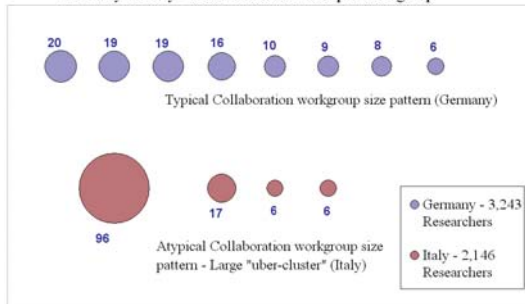 20 19 19 16 10 9 8 6
Typical Collaboration workgroup size pattern (Germany)
96 17 6 6
Atypical Collaboration workgroup size
pattern - Large "uber-cluster" (Italy)
Germany - 3,243
Researchers
Italy - 2,146
Researchers